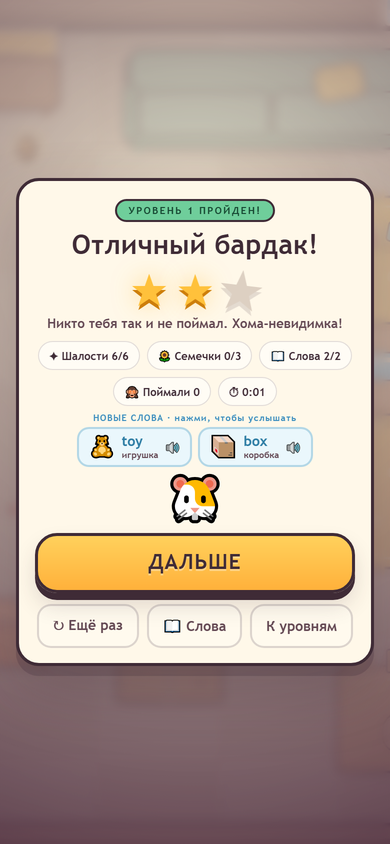 УРОВЕНЬ 1 ПРОЙДЕН!
Отличный бардак!
Никто тебя так и не поймал. Хома-невидимка!
Шалости 6/6 Семечки 0/3 Слова 2/2
Поймали 0 0:01
НОВЫЕ СЛОВА · нажми, чтобы услышать
toy box
игрушка коробка
ДАЛЬШЕ
Ещё раз Слова К уровням